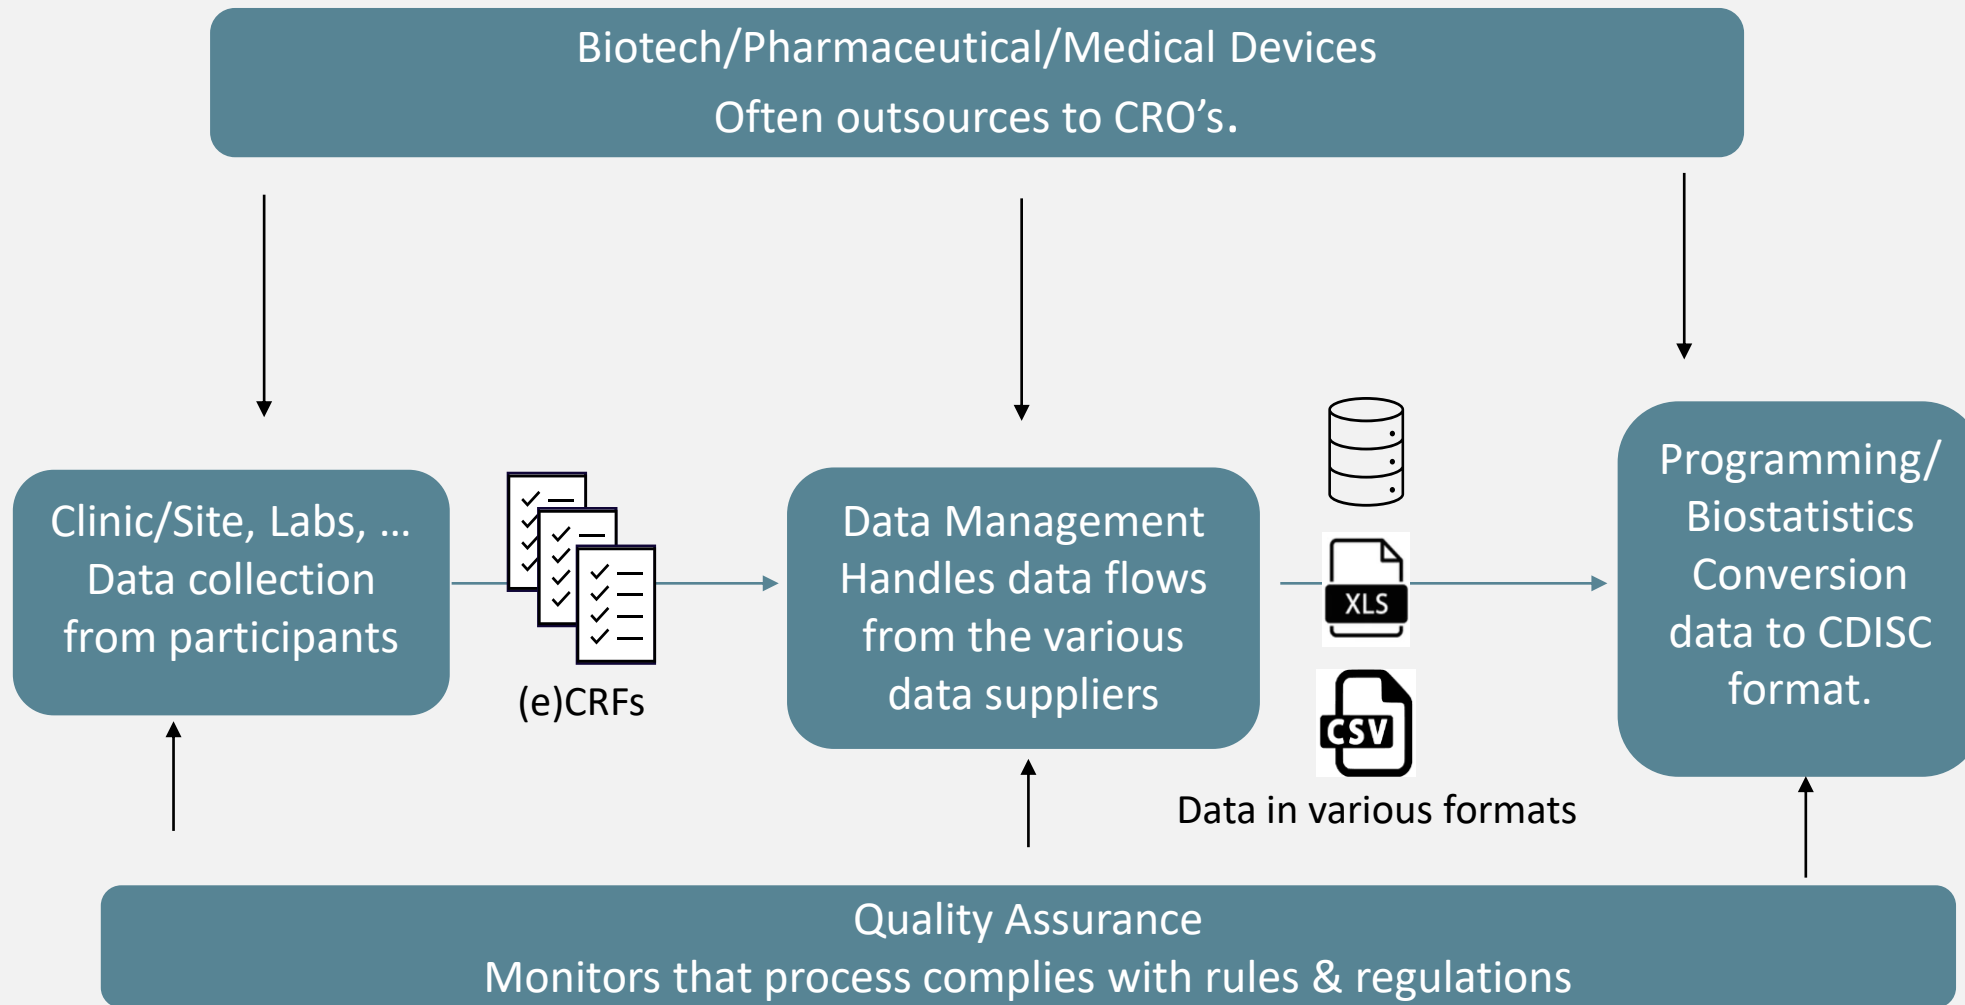 Biotech/Pharmaceutical/Medical Devices
Often outsources to CRO’s.
Clinic/Site, Labs, …
Data collection
from participants
(e)CRFs
Data Management
Handles data flows
from the various
data suppliers
XLS
CSV
Data in various formats
Programming/
Biostatistics
Conversion
data to CDISC
format.
Quality Assurance
Monitors that process complies with rules & regulations